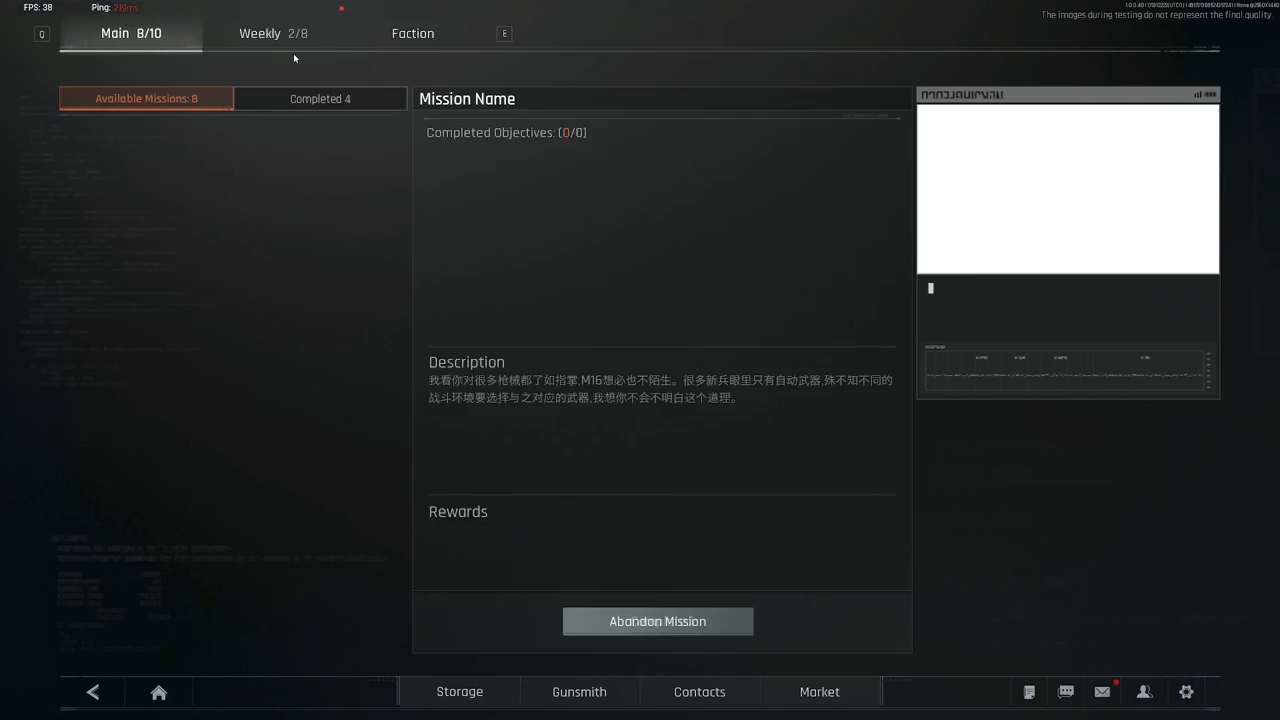 FPS: 38
Ping: 219ms
The images during testing do not represent the final quality
Q
Main 8/10
Weekly 2/8
Faction
E
Available Missions: 8
Completed 4
Mission Name
Completed Objectives: (0/0)
Description
我看你对很多枪械都了如指掌,M16想必也不陌生。很多新兵眼里只有自动武器,殊不知不同的
战斗环境要选择与之对应的武器,我想你不会不明白这个道理。
Rewards
Abandon Mission
Storage
Gunsmith
Contacts
Market